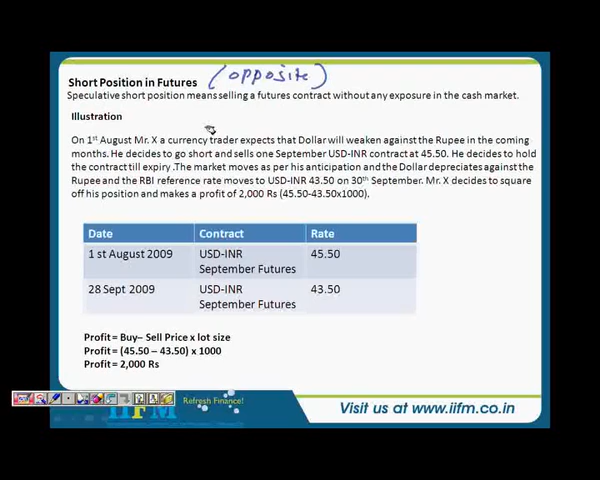 Short Position in Futures (opposite)
Speculative short position means selling a futures contract without any exposure in the cash market.
Illustration
On 1st August Mr. X a currency trader expects that Dollar will weaken against the Rupee in the coming
months. He decides to go short and sells one September USD-INR contract at 45.50. He decides to hold
the contract till expiry .The market moves as per his anticipation and the Dollar depreciates against the
Rupee and the RBI reference rate moves to USD-INR 43.50 on 30th September. Mr. X decides to square
off his position and makes a profit of 2,000 Rs (45.50-43.50x1000).
Date Contract Rate
1 st August 2009 USD-INR 45.50
September Futures
28 Sept 2009 USD-INR 43.50
September Futures
Profit = Buy– Sell Price x lot size
Profit = (45.50 – 43.50) x 1000
Profit = 2,000 Rs
IIFM Refresh Finance!
Visit us at www.iifm.co.in